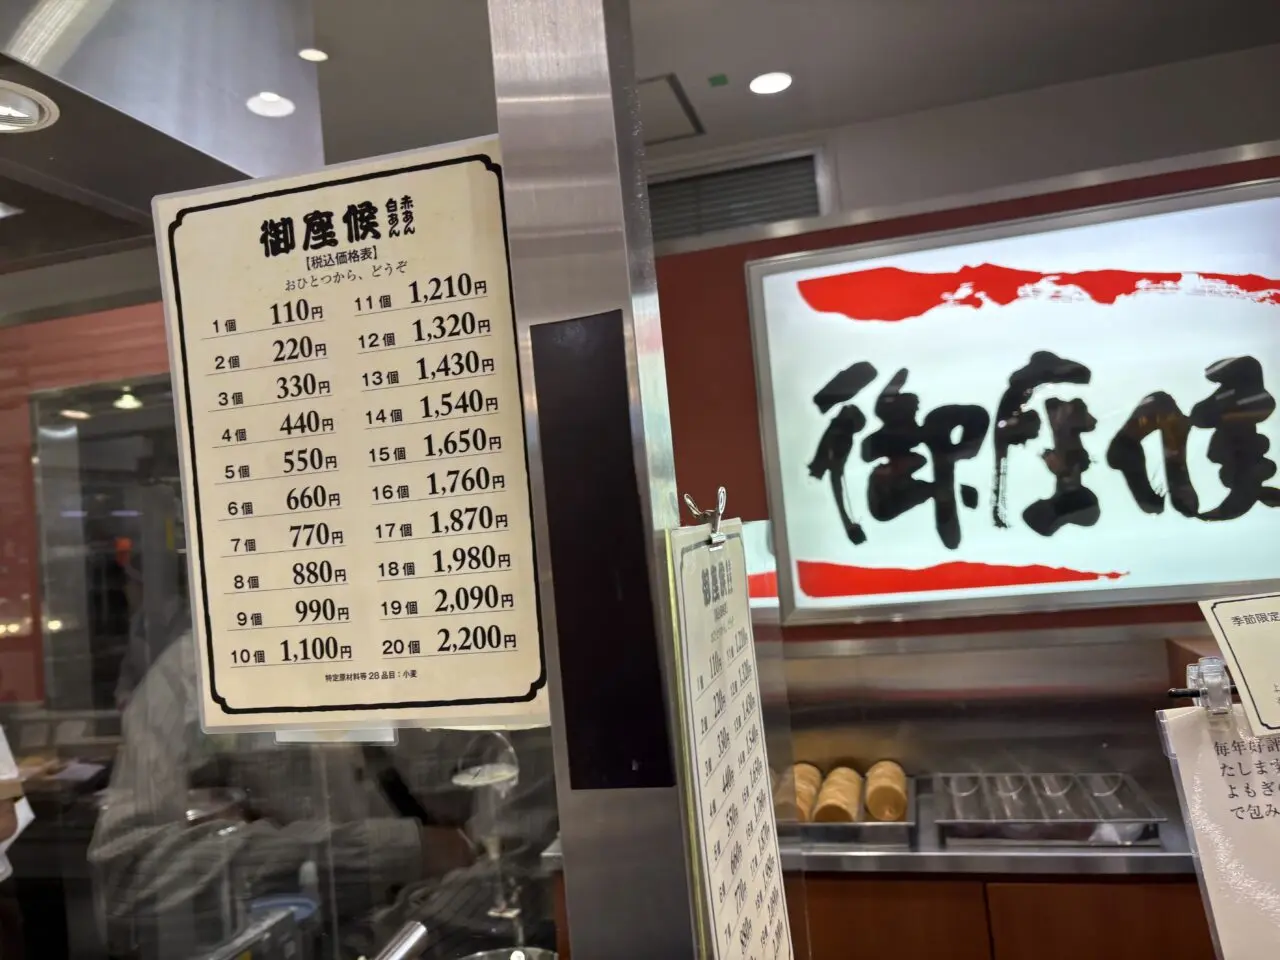 御座候 赤あん 白あん
【税込価格表】
おひとつから、どうぞ
1個 110円
2個 220円
3個 330円
4個 440円
5個 550円
6個 660円
7個 770円
8個 880円
9個 990円
10個 1,100円
11個 1,210円
12個 1,320円
13個 1,430円
14個 1,540円
15個 1,650円
16個 1,760円
17個 1,870円
18個 1,980円
19個 2,090円
20個 2,200円
特定原材料等28品目：小麦
御座候
御座候
季節限定
毎年好評
たします
よもぎの
で包み